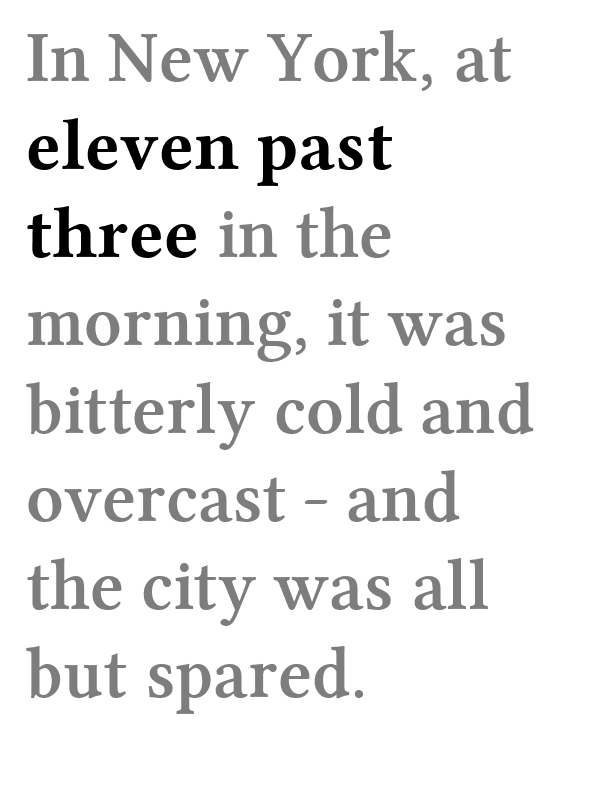 In New York, at
eleven past
three in the
morning, it was
bitterly cold and
overcast - and
the city was all
but spared.